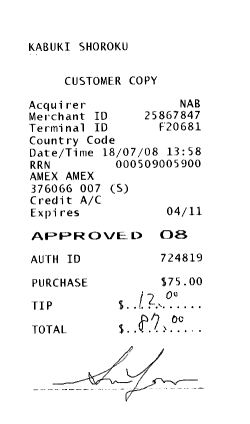 KABUKI SHOROKU
CUSTOMER COPY
Acquirer NAB
Merchant ID 25867847
Terminal ID F20681
Country Code
Date/Time 18/07/08 13:58
RRN 000509005900
AMEX AMEX
376066 007 (S)
Credit A/C
Expires 04/11
APPROVED 08
AUTH ID 724819
PURCHASE $75.00
TIP $..12.00......
TOTAL $..87.00......